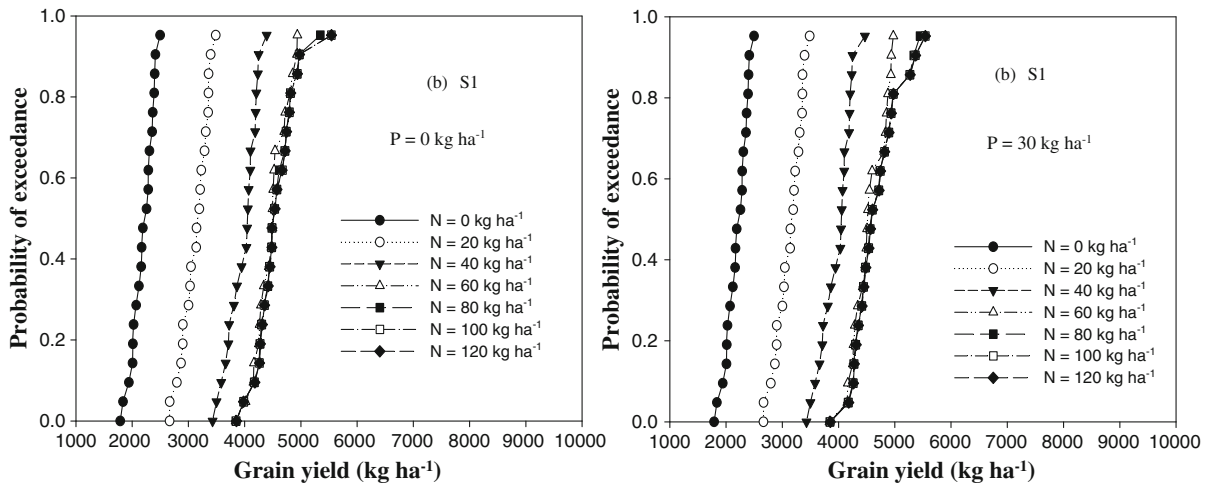 Probability of exceedance
1.0
0.8
0.6
0.4
0.2
0.0
(b) S1
P = 0 kg ha⁻¹
N = 0 kg ha⁻¹
N = 20 kg ha⁻¹
N = 40 kg ha⁻¹
N = 60 kg ha⁻¹
N = 80 kg ha⁻¹
N = 100 kg ha⁻¹
N = 120 kg ha⁻¹
1000 2000 3000 4000 5000 6000 7000 8000 9000 10000
Grain yield (kg ha⁻¹)
Probability of exceedance
1.0
0.8
0.6
0.4
0.2
0.0
(b) S1
P = 30 kg ha⁻¹
N = 0 kg ha⁻¹
N = 20 kg ha⁻¹
N = 40 kg ha⁻¹
N = 60 kg ha⁻¹
N = 80 kg ha⁻¹
N = 100 kg ha⁻¹
N = 120 kg ha⁻¹
1000 2000 3000 4000 5000 6000 7000 8000 9000 10000
Grain yield (kg ha⁻¹)